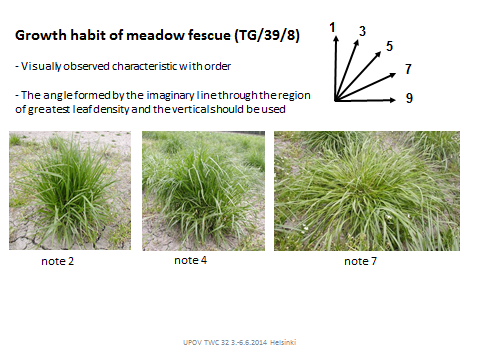 Growth habit of meadow fescue (TG/39/8)
- Visually observed characteristic with order
- The angle formed by the imaginary line through the region
of greatest leaf density and the vertical should be used
1
3
5
7
9
note 2
note 4
note 7
UPOV TWC 32 3.-6.6.2014 Helsinki